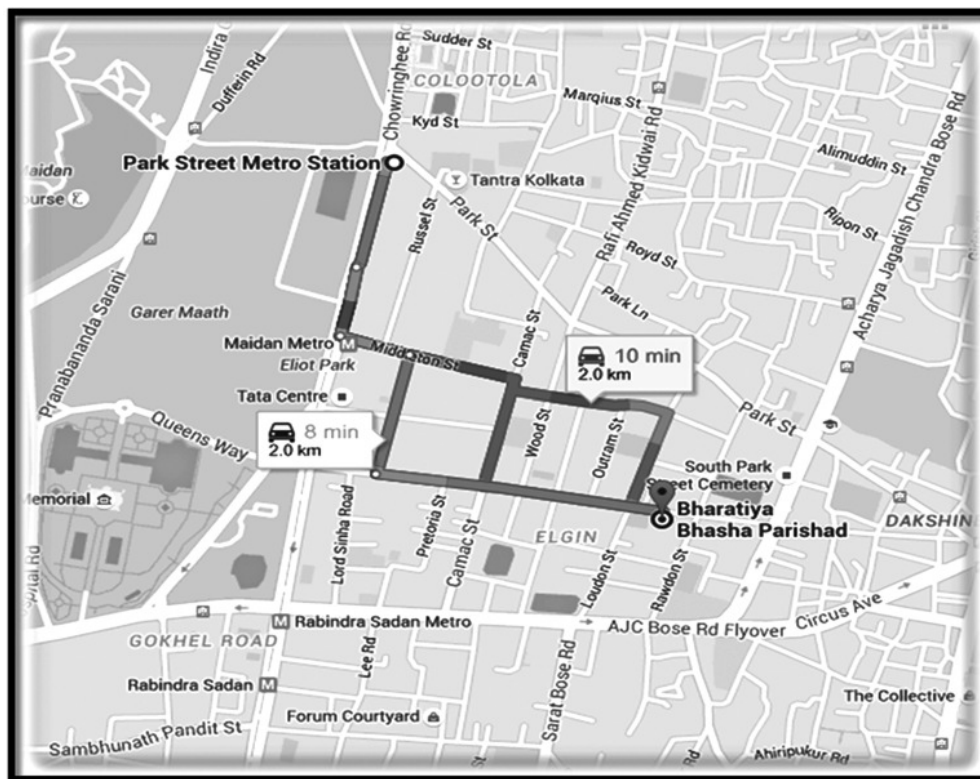 Sudder St
Indira
Dufferin Rd
Chowringhee Rd
COLOOTOLA
Marqius St
Kyd St
Rafi Ahmed Kidwai Rd
Acharya Jagadish Chandra Bose Rd
Alimuddin St
Park Street Metro Station
Maidan
Tantra Kolkata
Russel St
Park St
Ripon St
Royd St
Park Ln
Pranabananda Sarani
Garer Maath
Maidan Metro
M
Eliot Park
Middleton St
Camac St
10 min
2.0 km
Tata Centre
Queens Way
8 min
2.0 km
Wood St
Outram St
Park St
South Park
Street Cemetery
Memorial
Bharatiya
Bhasha Parishad
Lord Sinha Road
Pretoria St
Camac St
ELGIN
DAKSHIN
Loudon St
Rawdon St
Circus Ave
AJC Bose Rd Flyover
GOKHEL ROAD
M
Rabindra Sadan Metro
Lee Rd
Sarat Bose Rd
Rabindra Sadan
M
Forum Courtyard
The Collective
Sambhunath Pandit St
Rd
Ahiripukur Rd